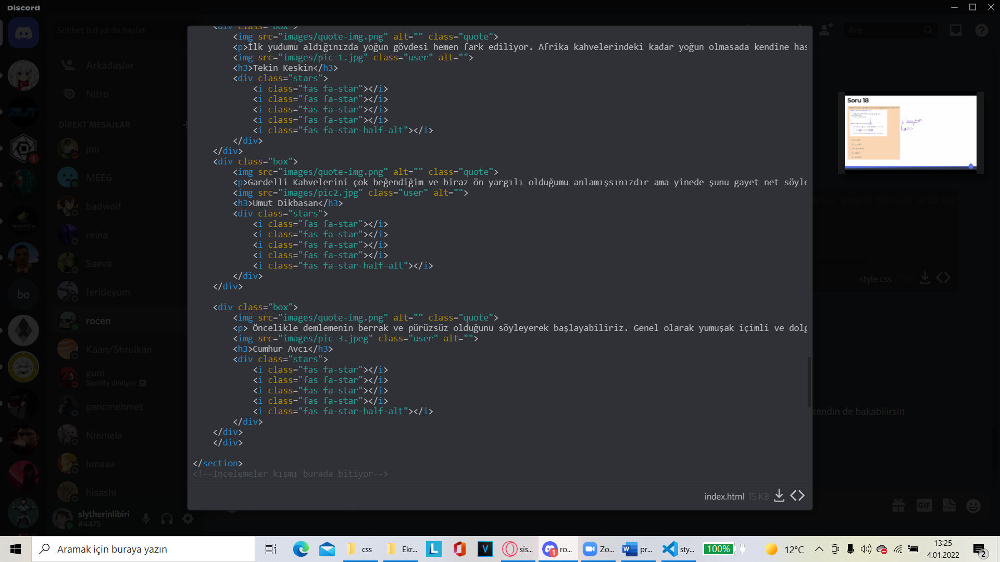 Discord
Sohbet bul ya da başlat
Arkadaşlar
Nitro
DİREKT MESAJLAR
jou
MEE6
badwolf
reina
Saeva
ferideyum
rocen
Kaan/Shruikan
guni
Spotify dinliyor
gencmehmet
Niemela
lunaaa
hisashi
slytherinlibiri
#4475
SLIT
PHANTOM
bo
1
<div class="box">
<img src="images/quote-img.png" alt="" class="quote">
<p>İlk yudumu aldığınızda yoğun gövdesi hemen fark ediliyor. Afrika kahvelerindeki kadar yoğun olmasada kendine has
<img src="images/pic-1.jpg" class="user" alt="">
<h3>Tekin Keskin</h3>
<div class="stars">
<i class="fas fa-star"></i>
<i class="fas fa-star"></i>
<i class="fas fa-star"></i>
<i class="fas fa-star"></i>
<i class="fas fa-star-half-alt"></i>
</div>
</div>
<div class="box">
<img src="images/quote-img.png" alt="" class="quote">
<p>Gardelli Kahvelerini çok beğendiğim ve biraz ön yargılı olduğumu anlamışsınızdır ama yinede şunu gayet net söyle
<img src="images/pic2.jpg" class="user" alt="">
<h3>Umut Dikbasan</h3>
<div class="stars">
<i class="fas fa-star"></i>
<i class="fas fa-star"></i>
<i class="fas fa-star"></i>
<i class="fas fa-star"></i>
<i class="fas fa-star-half-alt"></i>
</div>
</div>
<div class="box">
<img src="images/quote-img.png" alt="" class="quote">
<p> Öncelikle demlemenin berrak ve pürüzsüz olduğunu söyleyerek başlayabiliriz. Genel olarak yumuşak içimli ve dolg
<img src="images/pic-3.jpeg" class="user" alt="">
<h3>Cumhur Avcı</h3>
<div class="stars">
<i class="fas fa-star"></i>
<i class="fas fa-star"></i>
<i class="fas fa-star"></i>
<i class="fas fa-star"></i>
<i class="fas fa-star-half-alt"></i>
</div>
</div>
</div>
</section>
<!--İncelemeler kısmı burada bitiyor-->
index.html 15 KB
Ara
Soru 18
google fonttan alıp bar
style.css 11 KB
kendin de bakabilirsin
GIF
Aramak için buraya yazın
css
Ekr...
L
V
sis...
1
ro...
Zo...
pr...
sty...
100%
12°C
13:25
4.01.2022
2